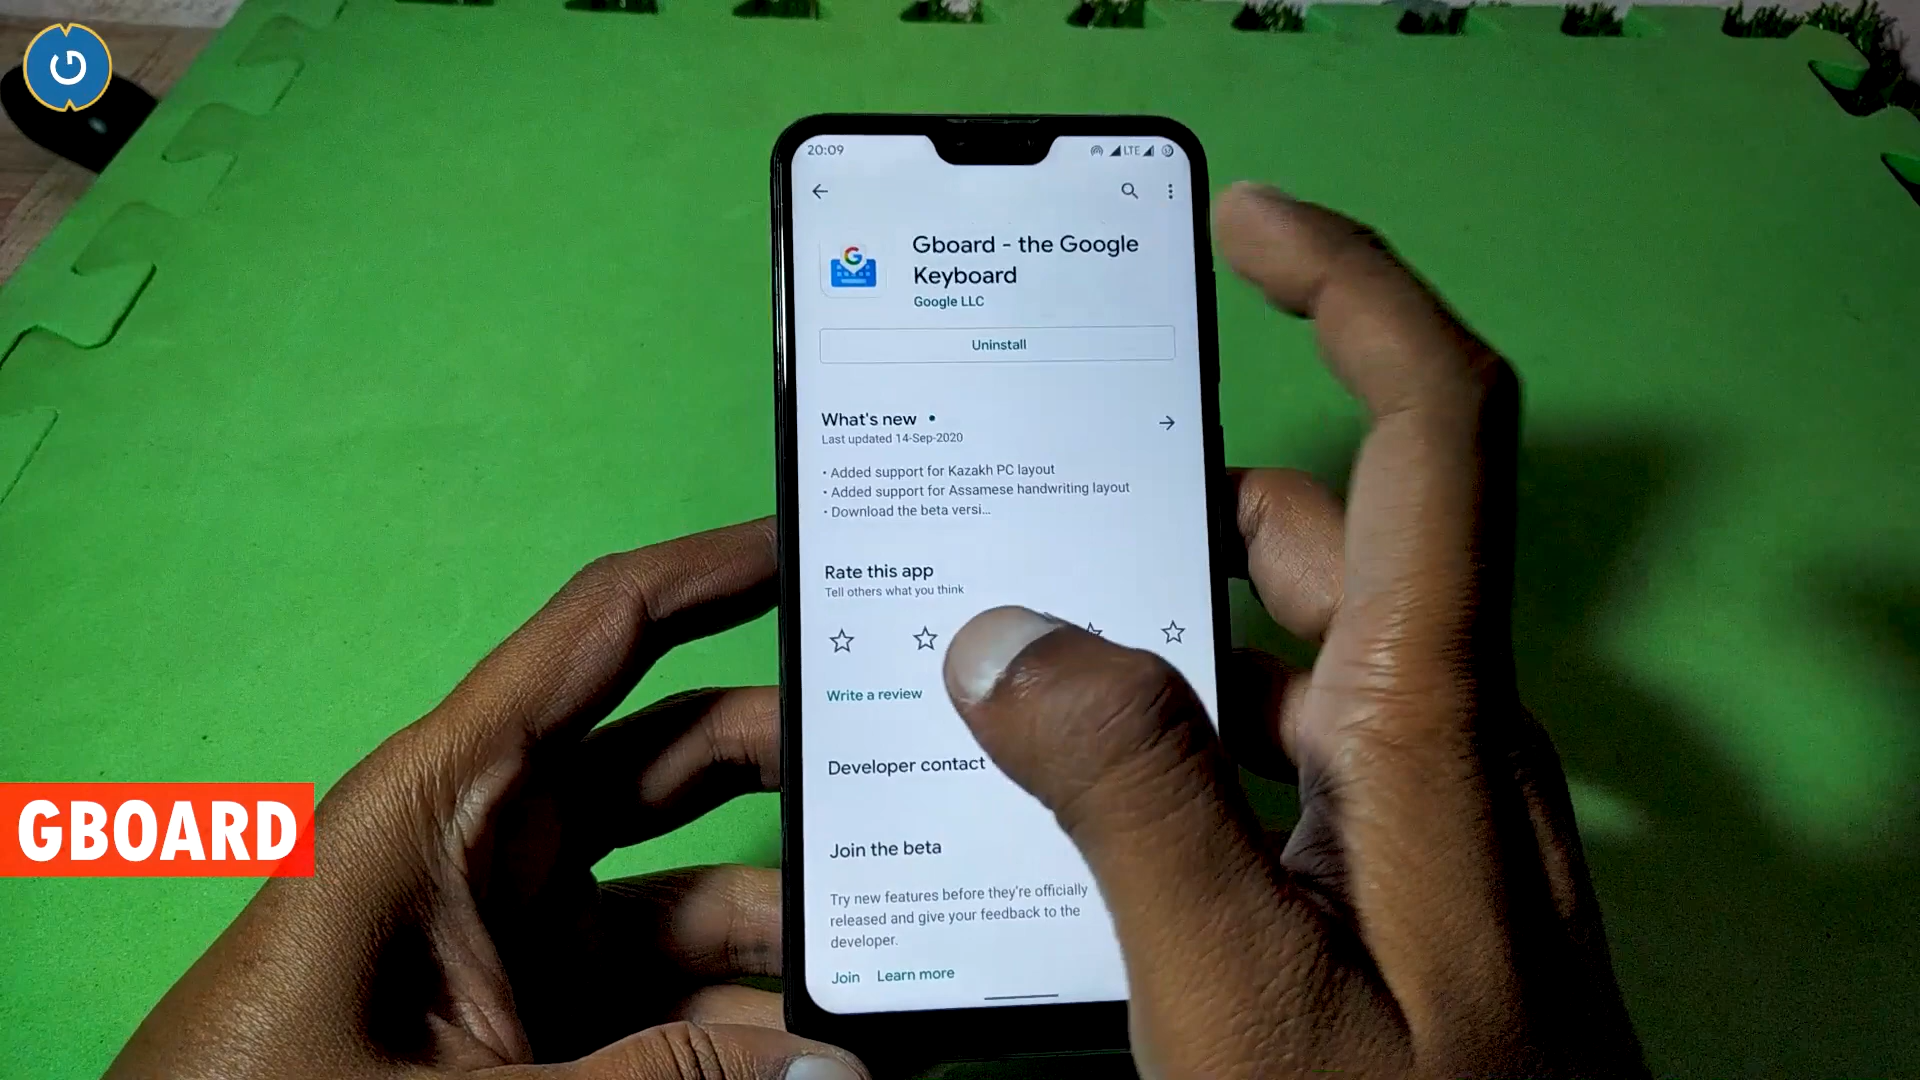 20:09
LTE
Gboard - the Google
Keyboard
Google LLC
Uninstall
What's new •
Last updated 14-Sep-2020
• Added support for Kazakh PC layout
• Added support for Assamese handwriting layout
• Download the beta versi...
Rate this app
Tell others what you think
Write a review
Developer contact
Join the beta
Try new features before they're officially
released and give your feedback to the
developer.
Join Learn more
GBOARD